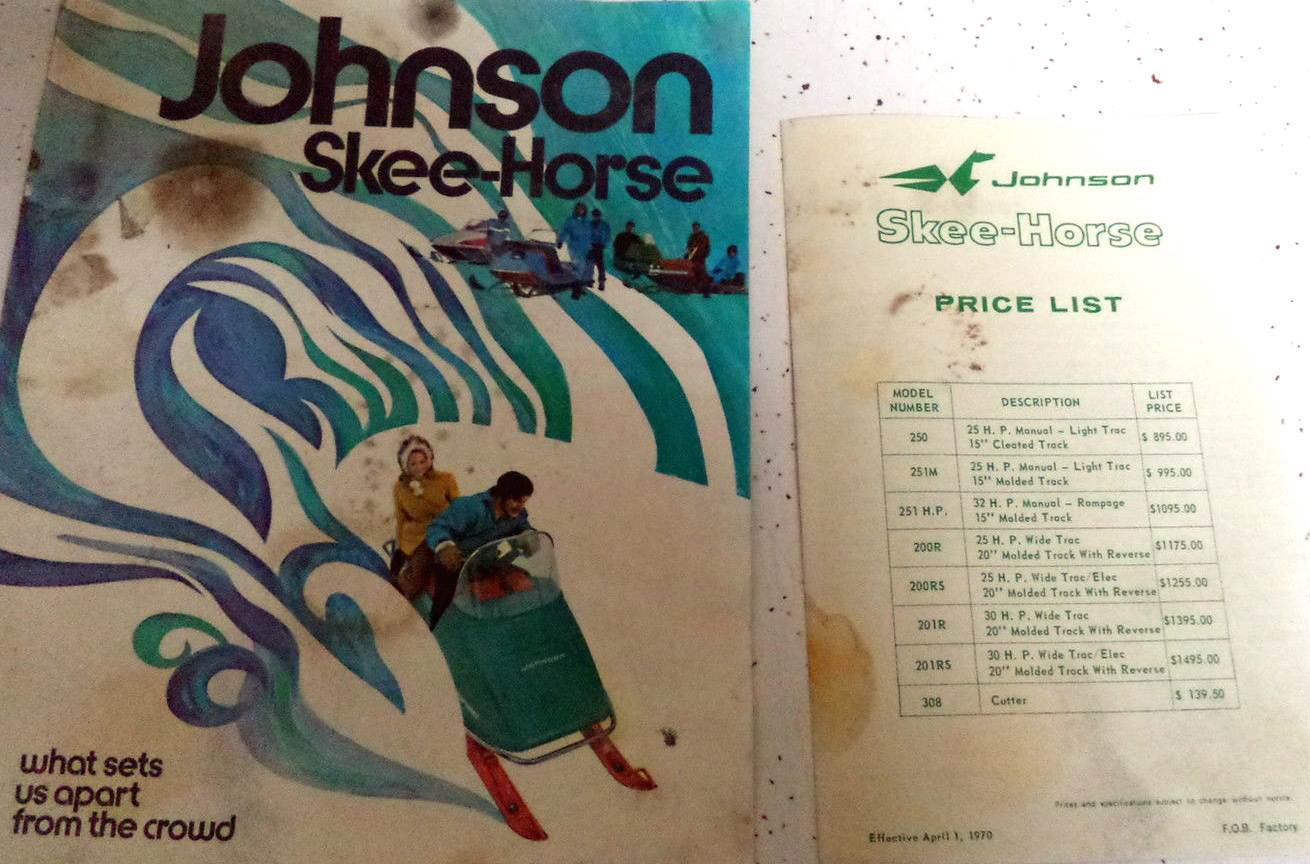 Johnson
Skee-Horse
JOHNSON
what sets
us apart
from the crowd
Johnson
Skee-Horse
PRICE LIST
MODEL NUMBER DESCRIPTION LIST PRICE
250 25 H. P. Manual – Light Trac $ 895.00
15" Cleated Track
251M 25 H. P. Manual – Light Trac $ 995.00
15" Molded Track
251 H.P. 32 H. P. Manual – Rampage $1095.00
15" Molded Track
200R 25 H. P. Wide Trac $1175.00
20" Molded Track With Reverse
200RS 25 H. P. Wide Trac/Elec $1255.00
20" Molded Track With Reverse
201R 30 H. P. Wide Trac $1395.00
20" Molded Track With Reverse
201RS 30 H. P. Wide Trac/Elec $1495.00
20" Molded Track With Reverse
308 Cutter $ 139.50
Prices and specifications subject to change without notice.
Effective April 1, 1970 F.O.B. Factory